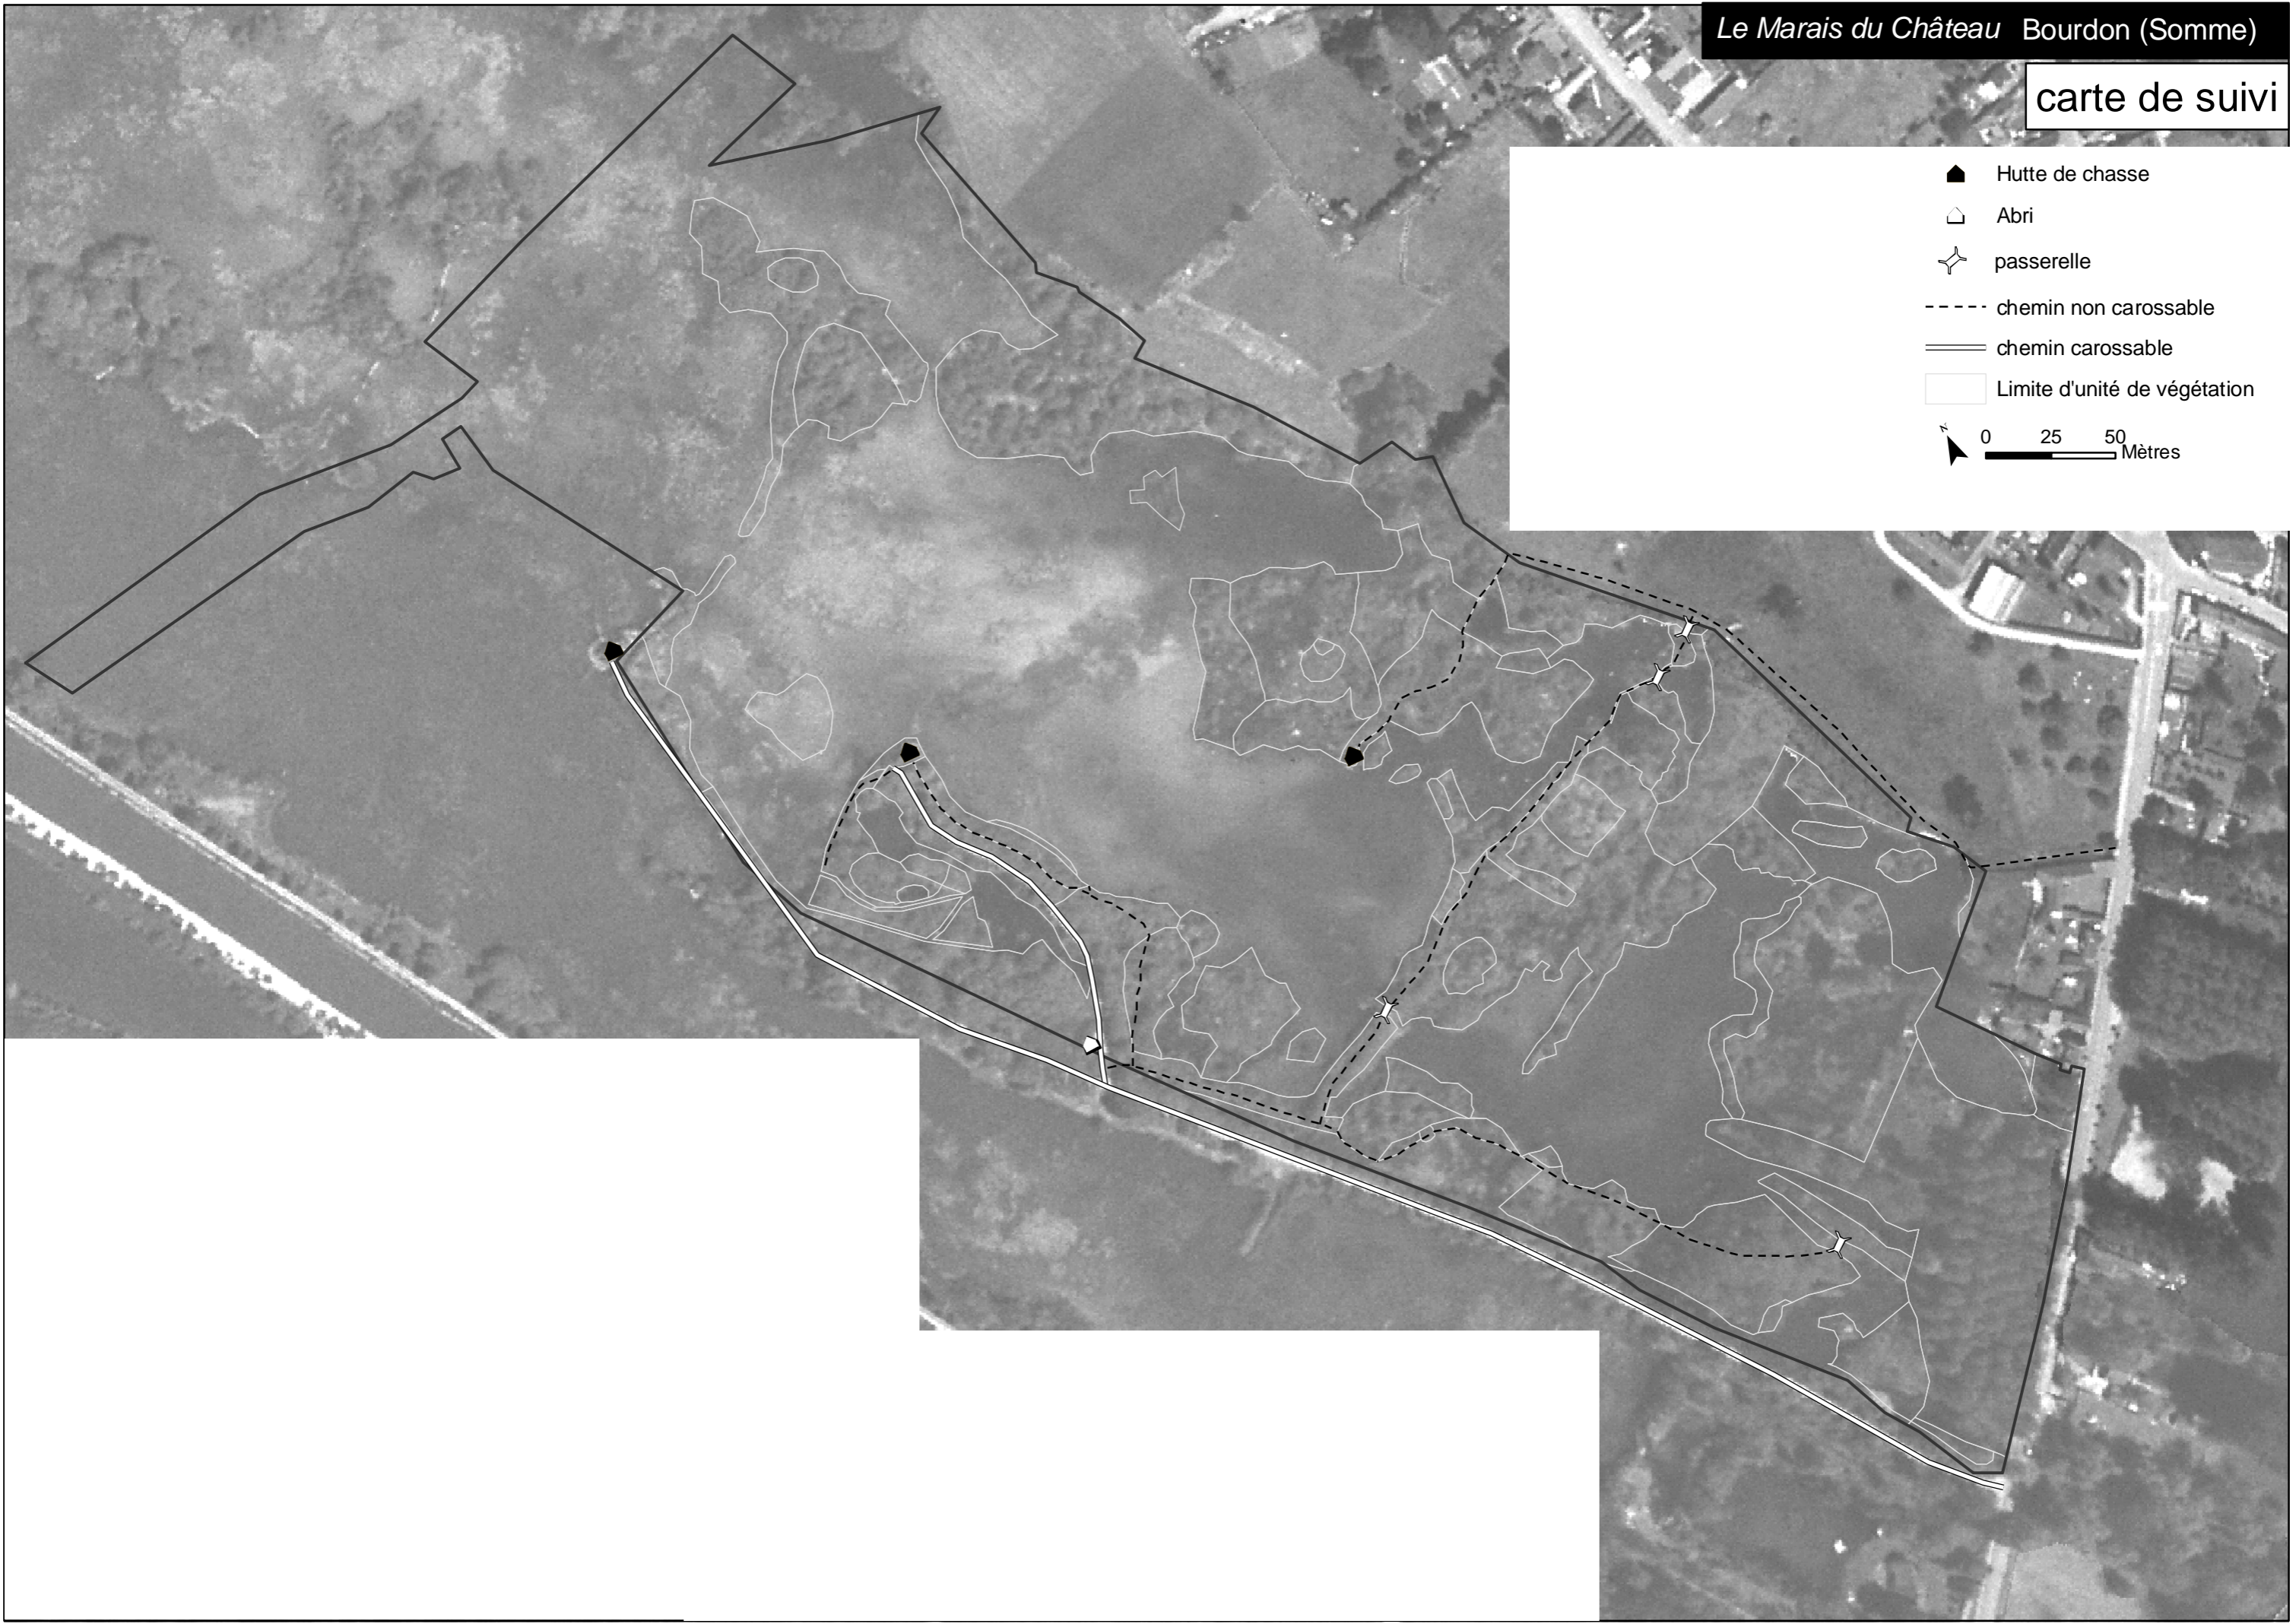 Le Marais du Château Bourdon (Somme)
carte de suivi
Hutte de chasse
Abri
passerelle
chemin non carossable
chemin carossable
Limite d'unité de végétation
N
0 25 50
Mètres